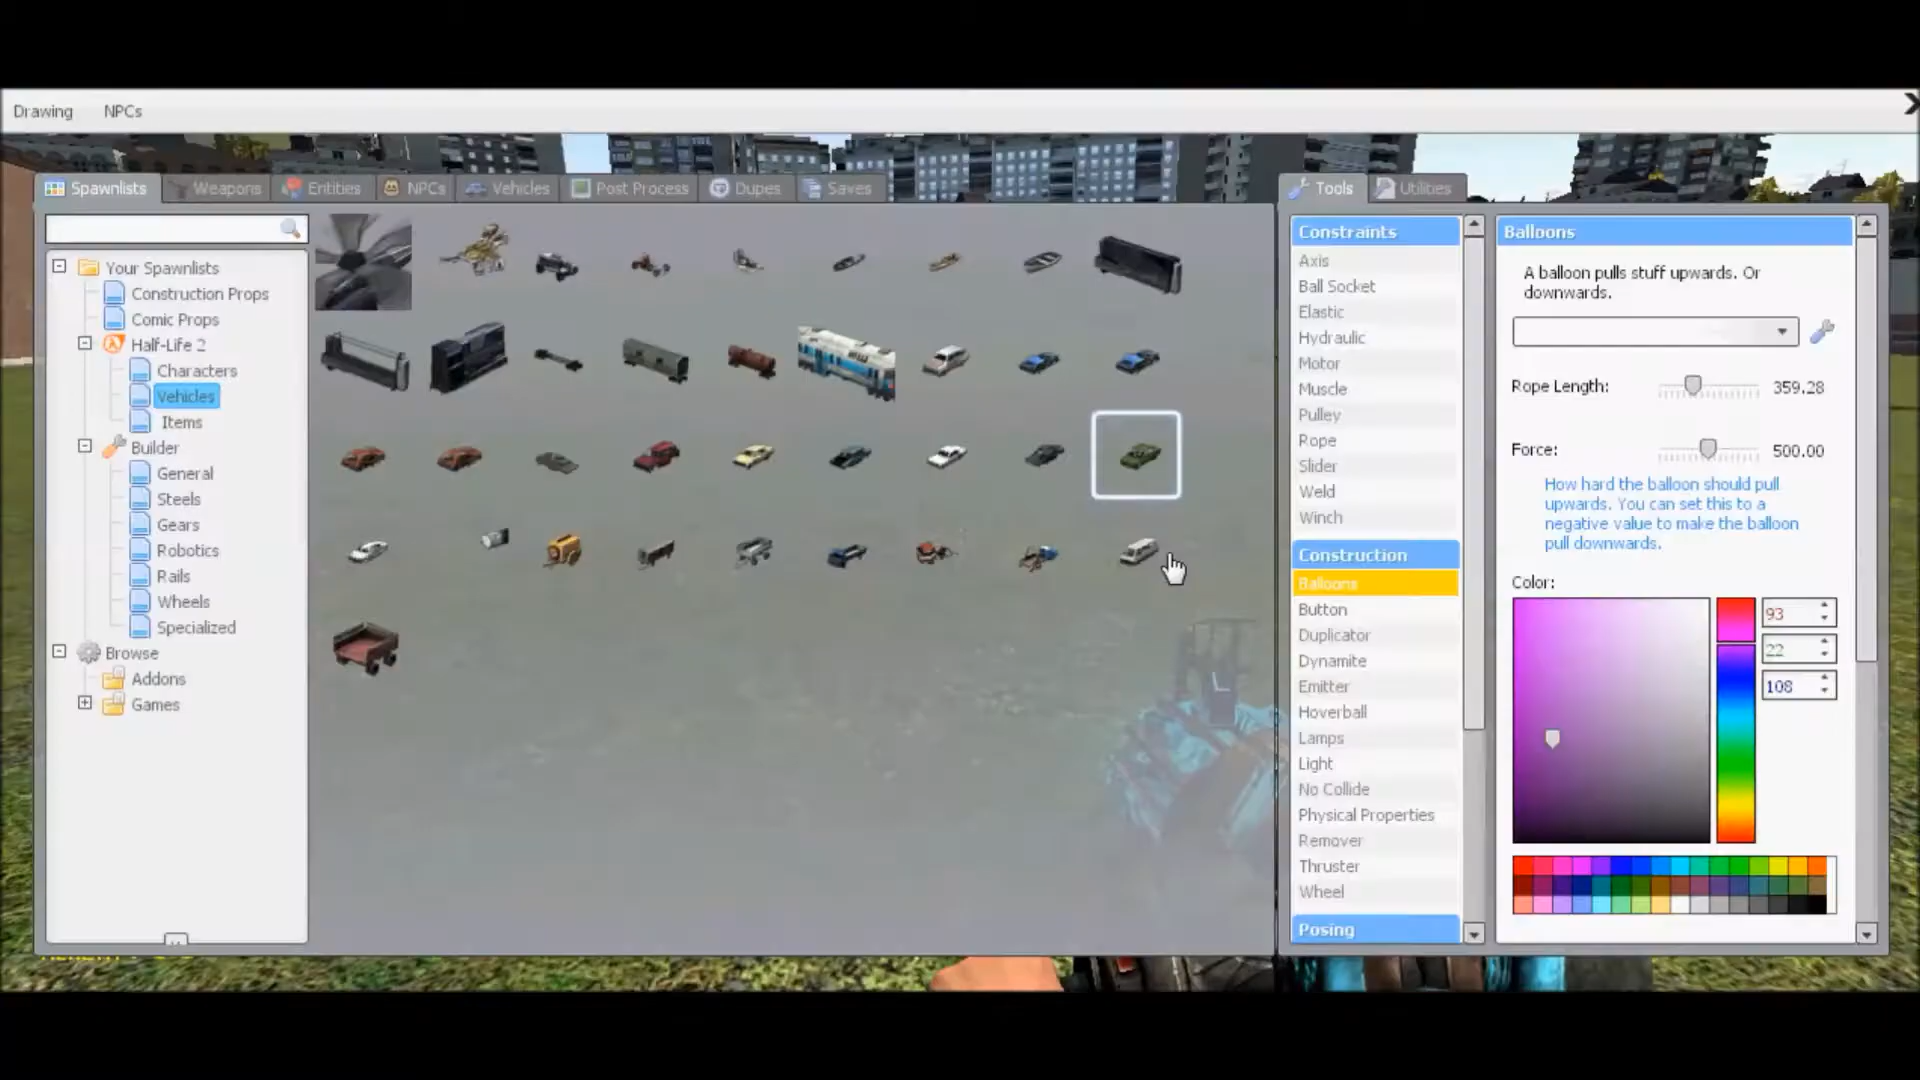 Drawing NPCs
Spawnlists Weapons Entities NPCs Vehicles Post Process Dupes Saves
Your Spawnlists
Construction Props
Comic Props
Half-Life 2
Characters
Vehicles
Items
Builder
General
Steels
Gears
Robotics
Rails
Wheels
Specialized
Browse
Addons
Games
Tools Utilities
Constraints
Axis
Ball Socket
Elastic
Hydraulic
Motor
Muscle
Pulley
Rope
Slider
Weld
Winch
Construction
Balloons
Button
Duplicator
Dynamite
Emitter
Hoverball
Lamps
Light
No Collide
Physical Properties
Remover
Thruster
Wheel
Posing
Balloons
A balloon pulls stuff upwards. Or
downwards.
Rope Length: 359.28
Force: 500.00
How hard the balloon should pull
upwards. You can set this to a
negative value to make the balloon
pull downwards.
Color:
93
22
108